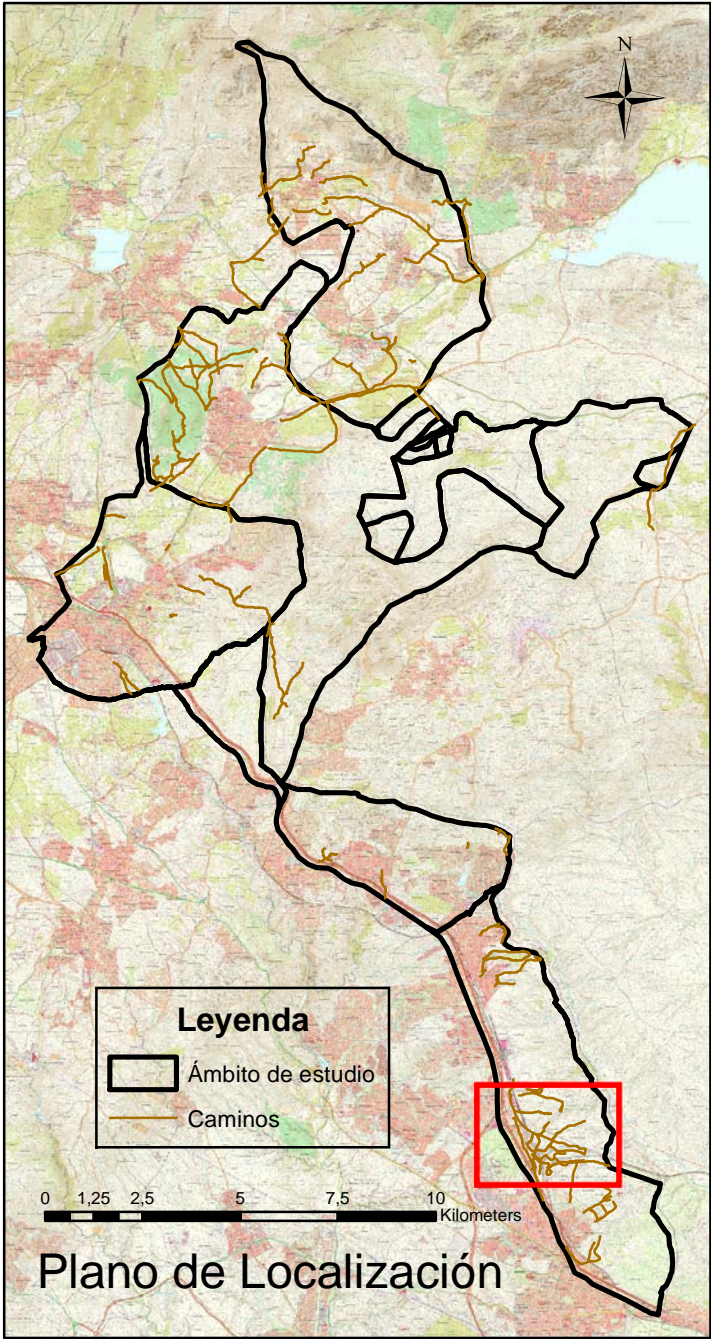 N
Leyenda
Ámbito de estudio
Caminos
0 1,25 2,5 5 7,5 10
Kilometers
Plano de Localización